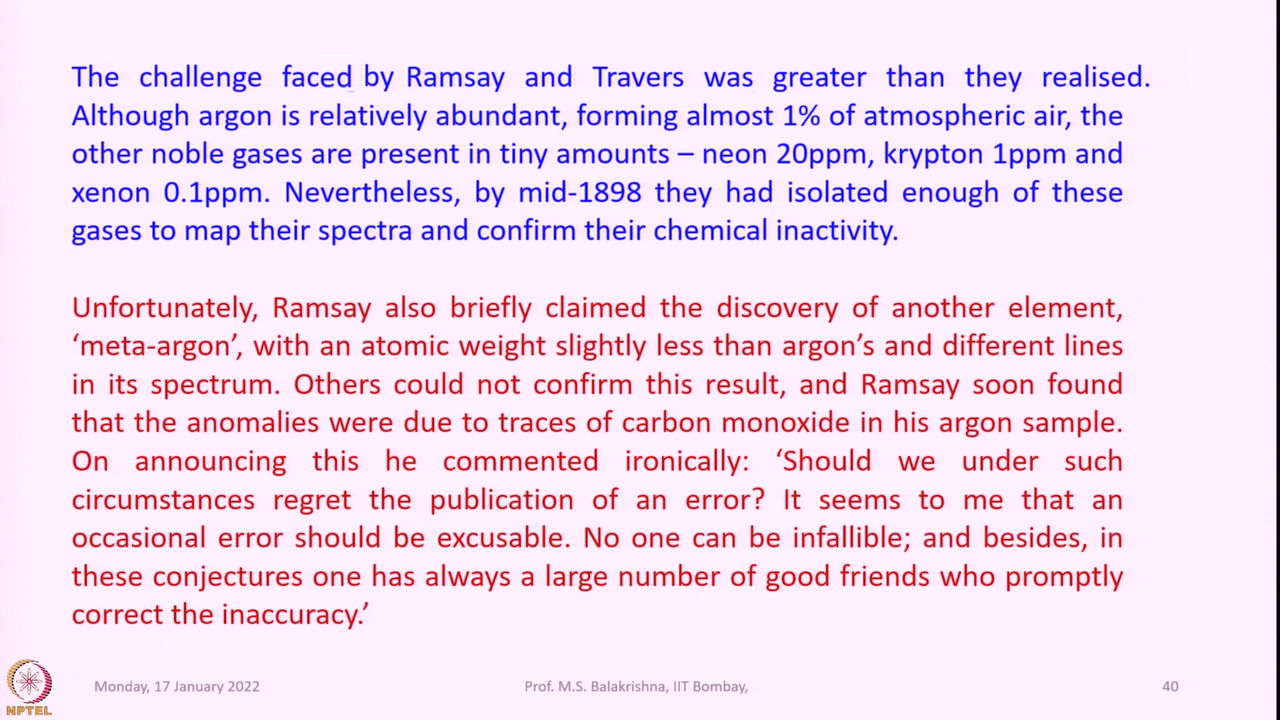 The challenge faced by Ramsay and Travers was greater than they realised.
Although argon is relatively abundant, forming almost 1% of atmospheric air, the
other noble gases are present in tiny amounts – neon 20ppm, krypton 1ppm and
xenon 0.1ppm. Nevertheless, by mid-1898 they had isolated enough of these
gases to map their spectra and confirm their chemical inactivity.
Unfortunately, Ramsay also briefly claimed the discovery of another element,
‘meta-argon’, with an atomic weight slightly less than argon’s and different lines
in its spectrum. Others could not confirm this result, and Ramsay soon found
that the anomalies were due to traces of carbon monoxide in his argon sample.
On announcing this he commented ironically: ‘Should we under such
circumstances regret the publication of an error? It seems to me that an
occasional error should be excusable. No one can be infallible; and besides, in
these conjectures one has always a large number of good friends who promptly
correct the inaccuracy.’
NPTEL
Monday, 17 January 2022
Prof. M.S. Balakrishna, IIT Bombay,
40